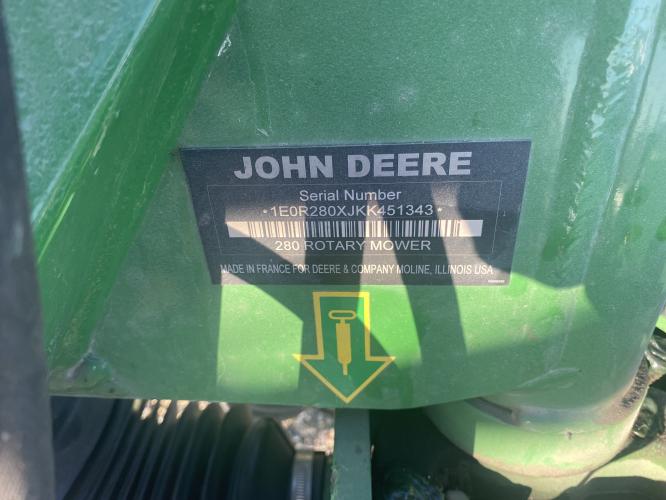 JOHN DEERE
Serial Number
•1E0R280XJKK451343•
280 ROTARY MOWER
MADE IN FRANCE FOR DEERE & COMPANY MOLINE, ILLINOIS USA